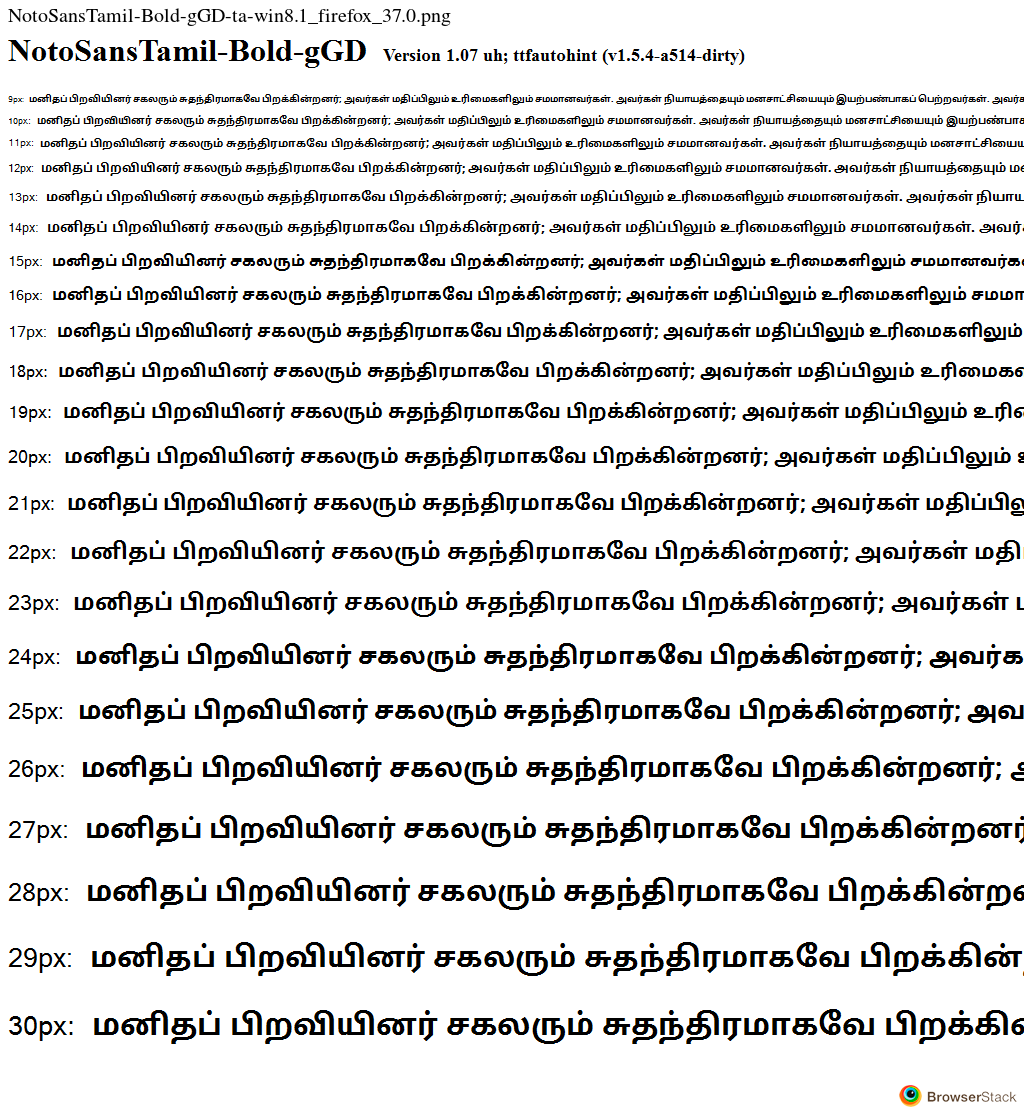 NotoSansTamil-Bold-gGD-ta-win8.1_firefox_37.0.png
NotoSansTamil-Bold-gGD Version 1.07 uh; ttfautohint (v1.5.4-a514-dirty)
9px: மனிதப் பிறவியினர் சகலரும் சுதந்திரமாகவே பிறக்கின்றனர்; அவர்கள் மதிப்பிலும் உரிமைகளிலும் சமமானவர்கள். அவர்கள் நியாயத்தையும் மனசாட்சியையும் இயற்பண்பாகப் பெற்றவர்கள்.
10px: மனிதப் பிறவியினர் சகலரும் சுதந்திரமாகவே பிறக்கின்றனர்; அவர்கள் மதிப்பிலும் உரிமைகளிலும் சமமானவர்கள். அவர்கள் நியாயத்தையும் மனசாட்சியையும்
11px: மனிதப் பிறவியினர் சகலரும் சுதந்திரமாகவே பிறக்கின்றனர்; அவர்கள் மதிப்பிலும் உரிமைகளிலும் சமமானவர்கள். அவர்கள் நியாயத்தையும்
12px: மனிதப் பிறவியினர் சகலரும் சுதந்திரமாகவே பிறக்கின்றனர்; அவர்கள் மதிப்பிலும் உரிமைகளிலும் சமமானவர்கள். அவர்கள் நியாயத்தையும்
13px: மனிதப் பிறவியினர் சகலரும் சுதந்திரமாகவே பிறக்கின்றனர்; அவர்கள் மதிப்பிலும் உரிமைகளிலும் சமமானவர்கள். அவர்கள் நியாய
14px: மனிதப் பிறவியினர் சகலரும் சுதந்திரமாகவே பிறக்கின்றனர்; அவர்கள் மதிப்பிலும் உரிமைகளிலும் சமமானவர்கள். அவர்
15px: மனிதப் பிறவியினர் சகலரும் சுதந்திரமாகவே பிறக்கின்றனர்; அவர்கள் மதிப்பிலும் உரிமைகளிலும் சமமானவர்க
16px: மனிதப் பிறவியினர் சகலரும் சுதந்திரமாகவே பிறக்கின்றனர்; அவர்கள் மதிப்பிலும் உரிமைகளிலும் சமமா
17px: மனிதப் பிறவியினர் சகலரும் சுதந்திரமாகவே பிறக்கின்றனர்; அவர்கள் மதிப்பிலும் உரிமைகளிலும்
18px: மனிதப் பிறவியினர் சகலரும் சுதந்திரமாகவே பிறக்கின்றனர்; அவர்கள் மதிப்பிலும் உரிமைக
19px: மனிதப் பிறவியினர் சகலரும் சுதந்திரமாகவே பிறக்கின்றனர்; அவர்கள் மதிப்பிலும் உரி
20px: மனிதப் பிறவியினர் சகலரும் சுதந்திரமாகவே பிறக்கின்றனர்; அவர்கள் மதிப்பிலும்
21px: மனிதப் பிறவியினர் சகலரும் சுதந்திரமாகவே பிறக்கின்றனர்; அவர்கள் மதிப்பிலு
22px: மனிதப் பிறவியினர் சகலரும் சுதந்திரமாகவே பிறக்கின்றனர்; அவர்கள் மதி
23px: மனிதப் பிறவியினர் சகலரும் சுதந்திரமாகவே பிறக்கின்றனர்; அவர்கள்
24px: மனிதப் பிறவியினர் சகலரும் சுதந்திரமாகவே பிறக்கின்றனர்; அவர்க
25px: மனிதப் பிறவியினர் சகலரும் சுதந்திரமாகவே பிறக்கின்றனர்; அவ
26px: மனிதப் பிறவியினர் சகலரும் சுதந்திரமாகவே பிறக்கின்றனர்;
27px: மனிதப் பிறவியினர் சகலரும் சுதந்திரமாகவே பிறக்கின்றனர்
28px: மனிதப் பிறவியினர் சகலரும் சுதந்திரமாகவே பிறக்கின்றன
29px: மனிதப் பிறவியினர் சகலரும் சுதந்திரமாகவே பிறக்கின்
30px: மனிதப் பிறவியினர் சகலரும் சுதந்திரமாகவே பிறக்கின
BrowserStack